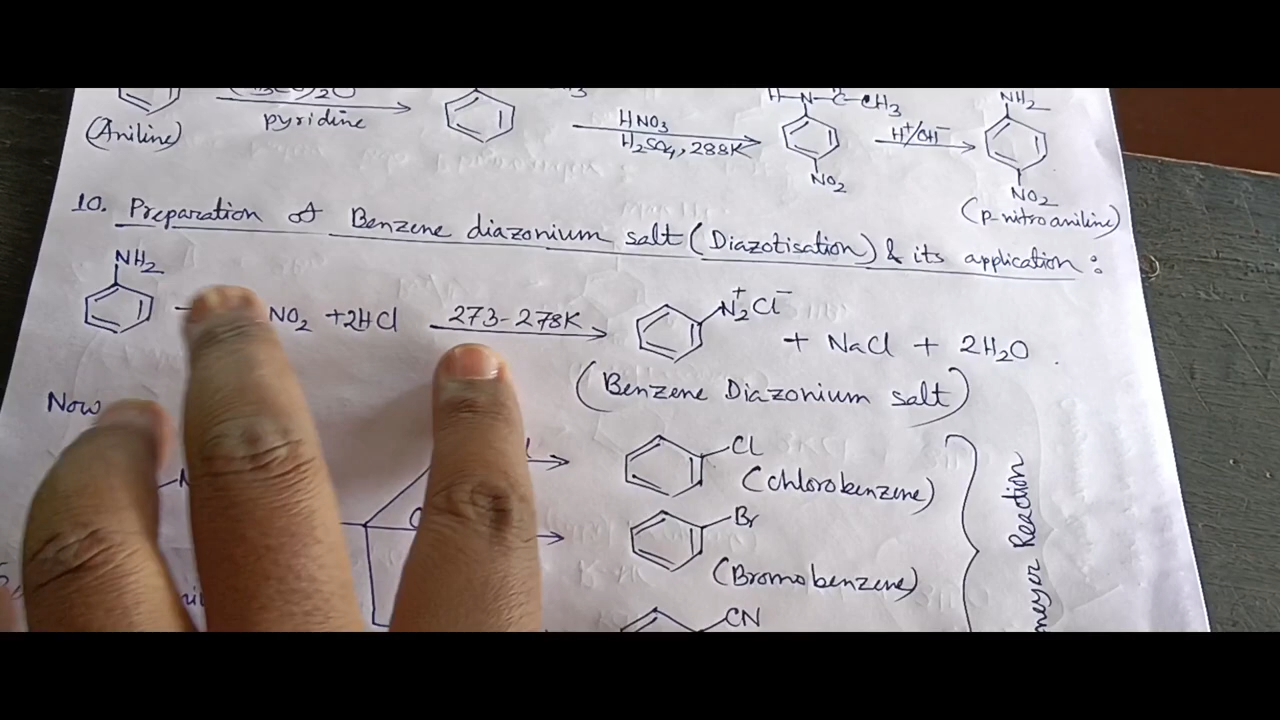 (Aniline)
pyridine
HNO3
H2SO4, 288K
H-N-C-CH3
NO2
H+/OH-
NH2
NO2
(p-nitroaniline)
10. Preparation of Benzene diazonium salt (Diazotisation) & its application:
NH2
NO2 + 2HCl
273-278K
N2+Cl- + NaCl + 2H2O.
(Benzene Diazonium salt)
Now
Cl
(chlorobenzene)
Br
(Bromobenzene)
CN
Reaction